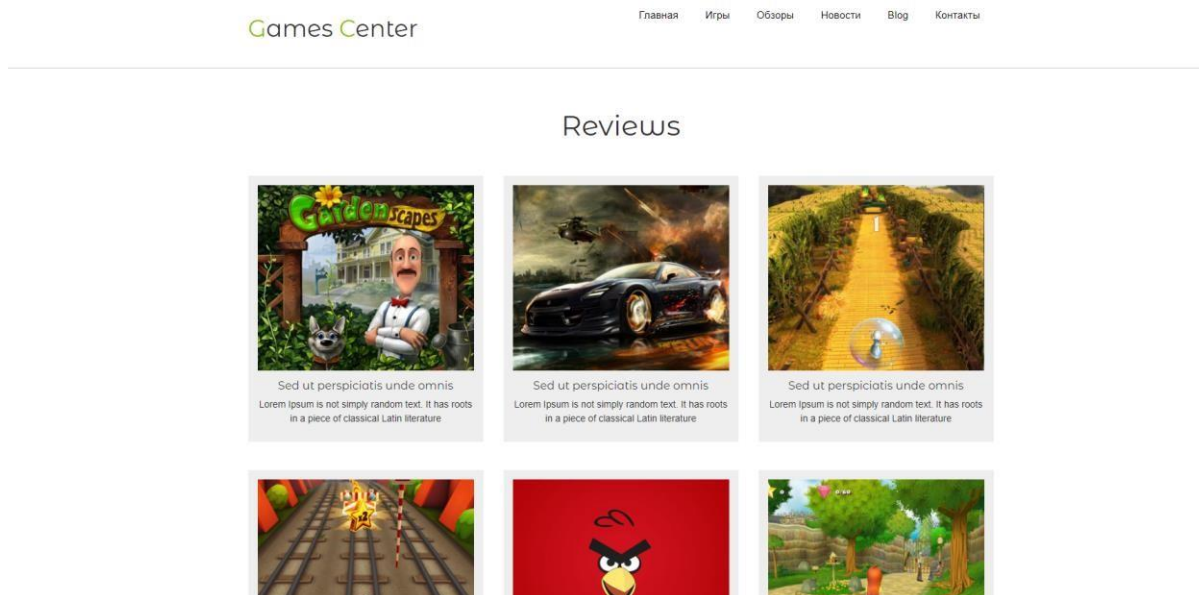 Games Center
Главная Игры Обзоры Новости Blog Контакты
Reviews
Gardenscapes
Sed ut perspiciatis unde omnis
Lorem Ipsum is not simply random text. It has roots
in a piece of classical Latin literature
Sed ut perspiciatis unde omnis
Lorem Ipsum is not simply random text. It has roots
in a piece of classical Latin literature
Sed ut perspiciatis unde omnis
Lorem Ipsum is not simply random text. It has roots
in a piece of classical Latin literature
x2